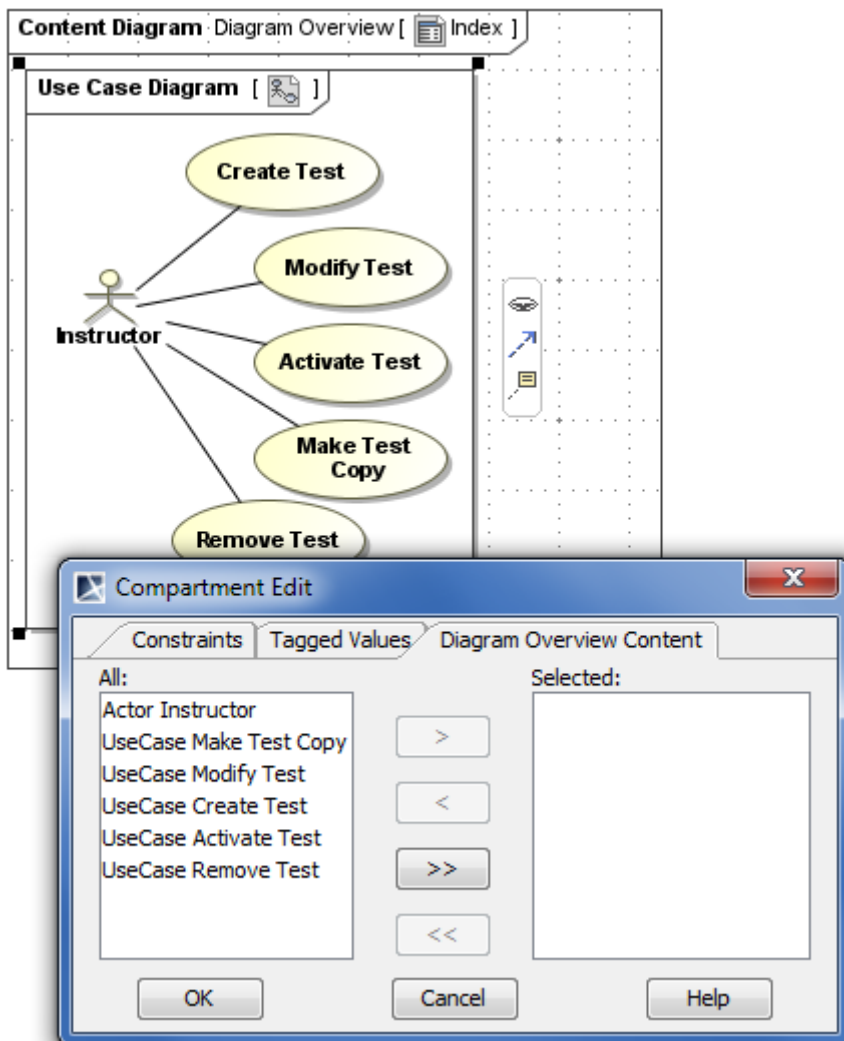 Content Diagram Diagram Overview [ Index ]
Use Case Diagram [ ]
Create Test
Modify Test
Instructor
Activate Test
Make Test
Copy
Remove Test
Compartment Edit
Constraints Tagged Values Diagram Overview Content
All: Selected:
Actor Instructor
UseCase Make Test Copy
UseCase Modify Test
UseCase Create Test
UseCase Activate Test
UseCase Remove Test
>
<
>>
<<
OK Cancel Help